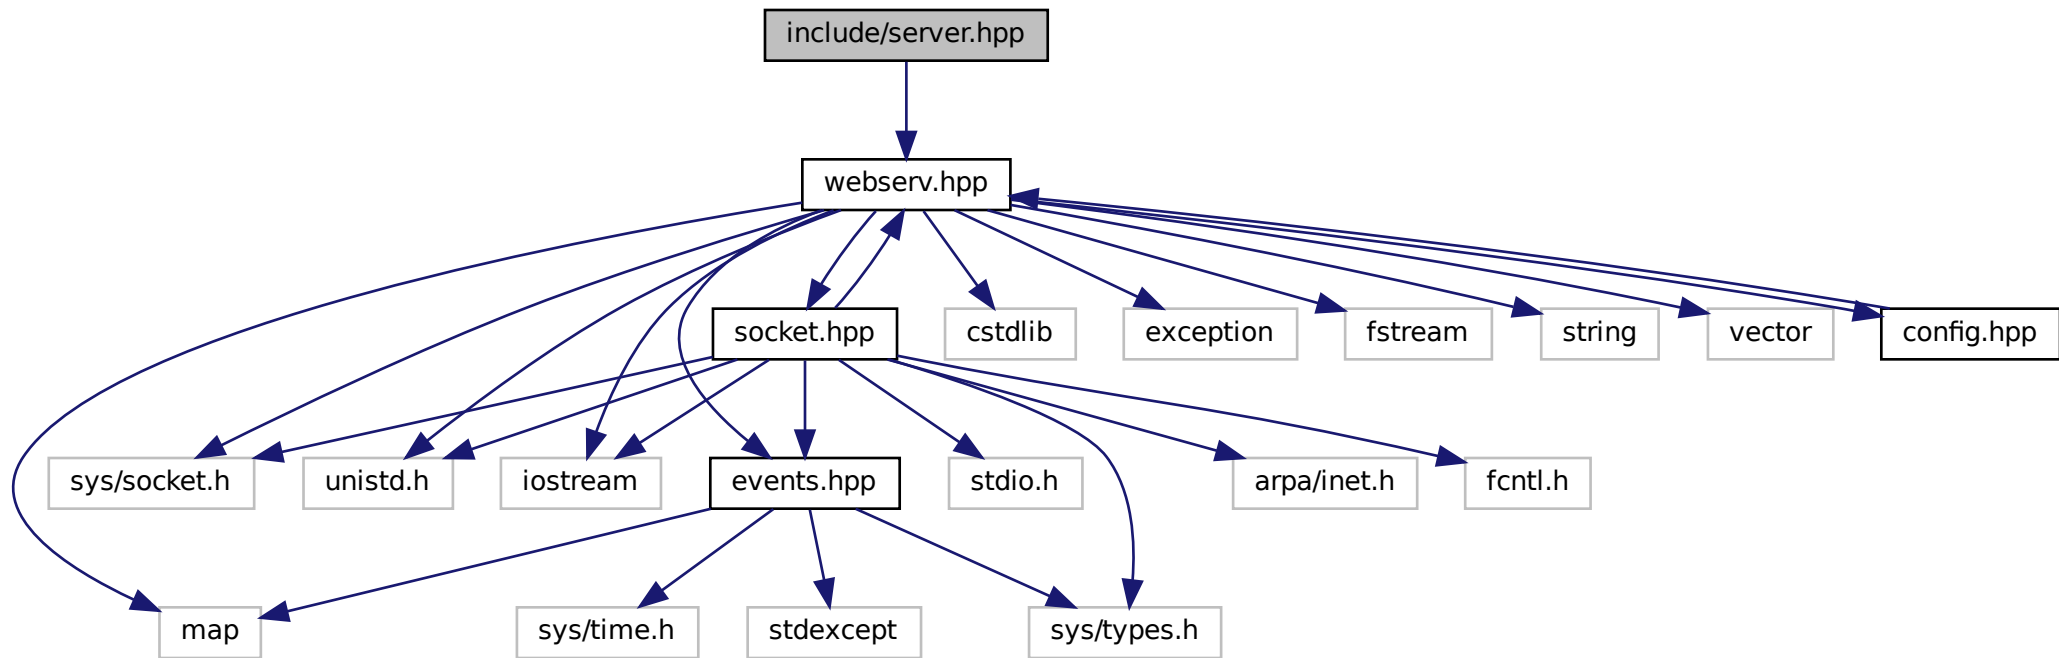 include/server.hpp
webserv.hpp
socket.hpp
cstdlib
exception
fstream
string
vector
config.hpp
sys/socket.h
unistd.h
iostream
events.hpp
stdio.h
arpa/inet.h
fcntl.h
map
sys/time.h
stdexcept
sys/types.h